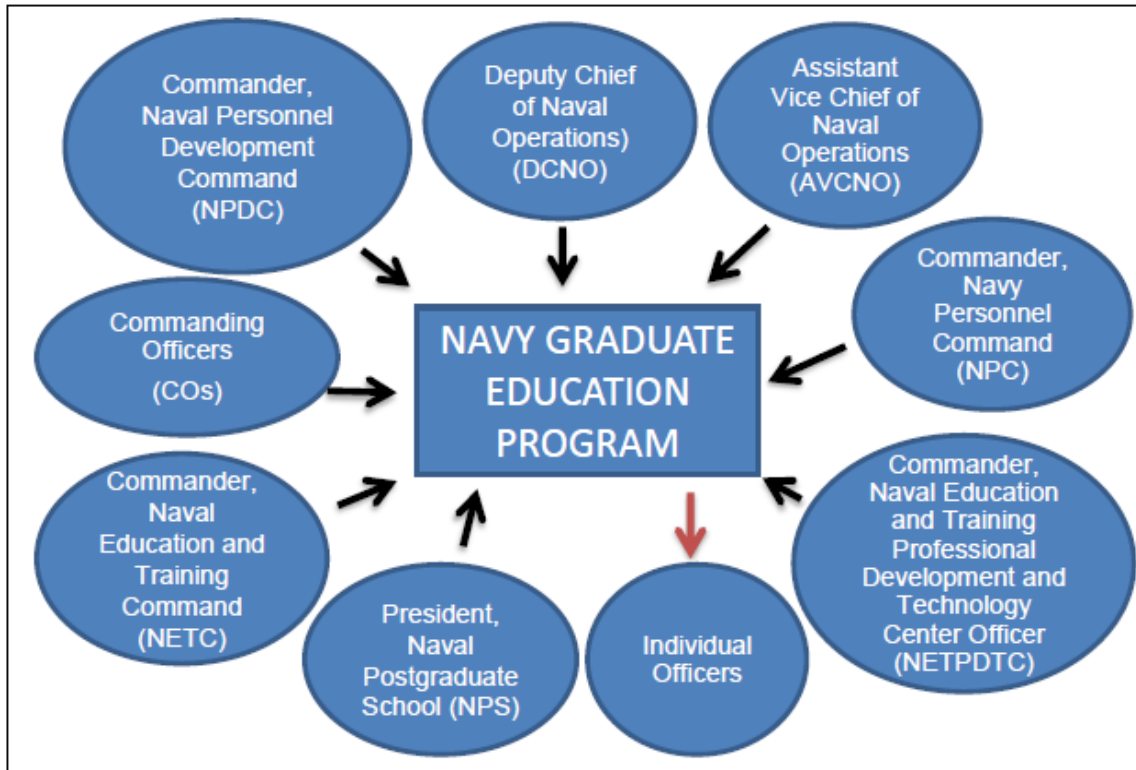 Commander,
Naval Personnel
Development
Command
(NPDC)
Deputy Chief
of Naval
Operations)
(DCNO)
Assistant
Vice Chief of
Naval
Operations
(AVCNO)
Commander,
Navy
Personnel
Command
(NPC)
Commanding
Officers
(COs)
NAVY GRADUATE
EDUCATION
PROGRAM
Commander,
Naval
Education and
Training
Command
(NETC)
President,
Naval
Postgraduate
School (NPS)
Individual
Officers
Commander,
Naval Education
and Training
Professional
Development and
Technology
Center Officer
(NETPDTC)